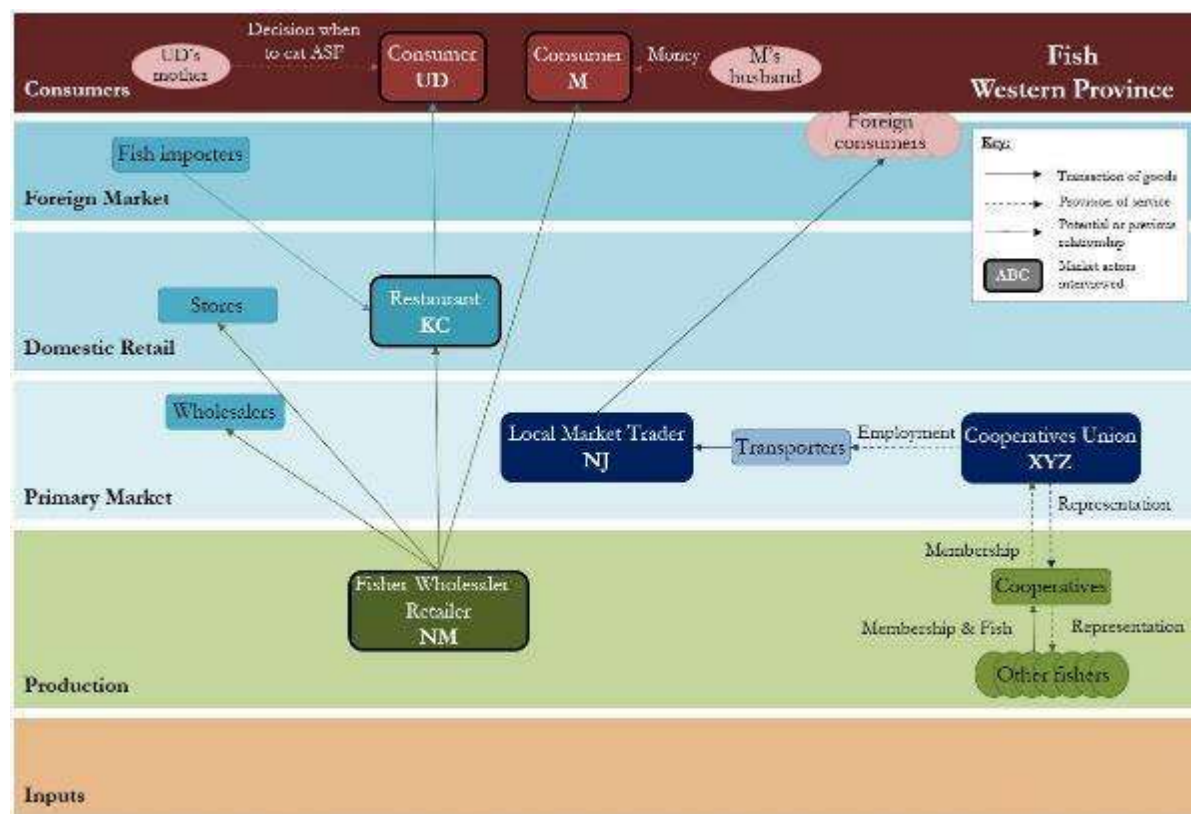 UD's
mother
Decision when
to eat ASF
Consumer
UD
Consumer
M
Money
M's
husband
Fish
Western Province
Consumers
Foreign
consumers
Fish importers
Foreign Market
Key:
Transaction of goods
Provision of service
Potential or previous
relationship
ABC
Market actors
interviewed
Stores
Restaurant
KC
Domestic Retail
Wholesalers
Local Market Trader
NJ
Transporters
Employment
Cooperatives Union
XYZ
Primary Market
Representation
Membership
Fisher Wholesaler
Retailer
NM
Cooperatives
Membership & Fish
Representation
Other fishers
Production
Inputs